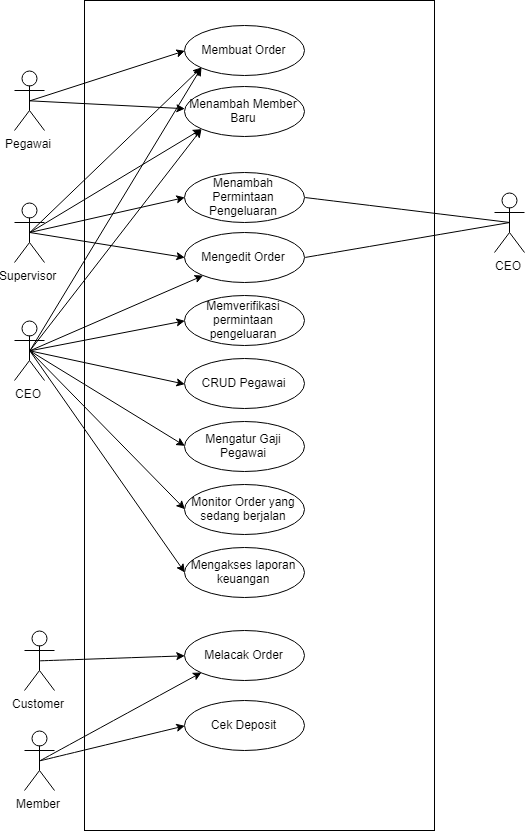 Membuat Order
Pegawai
Menambah Member
Baru
Supervisor
Menambah
Permintaan
Pengeluaran
CEO
Mengedit Order
CEO
Memverifikasi
permintaan
pengeluaran
CRUD Pegawai
Mengatur Gaji
Pegawai
Monitor Order yang
sedang berjalan
Mengakses laporan
keuangan
Customer
Melacak Order
Member
Cek Deposit